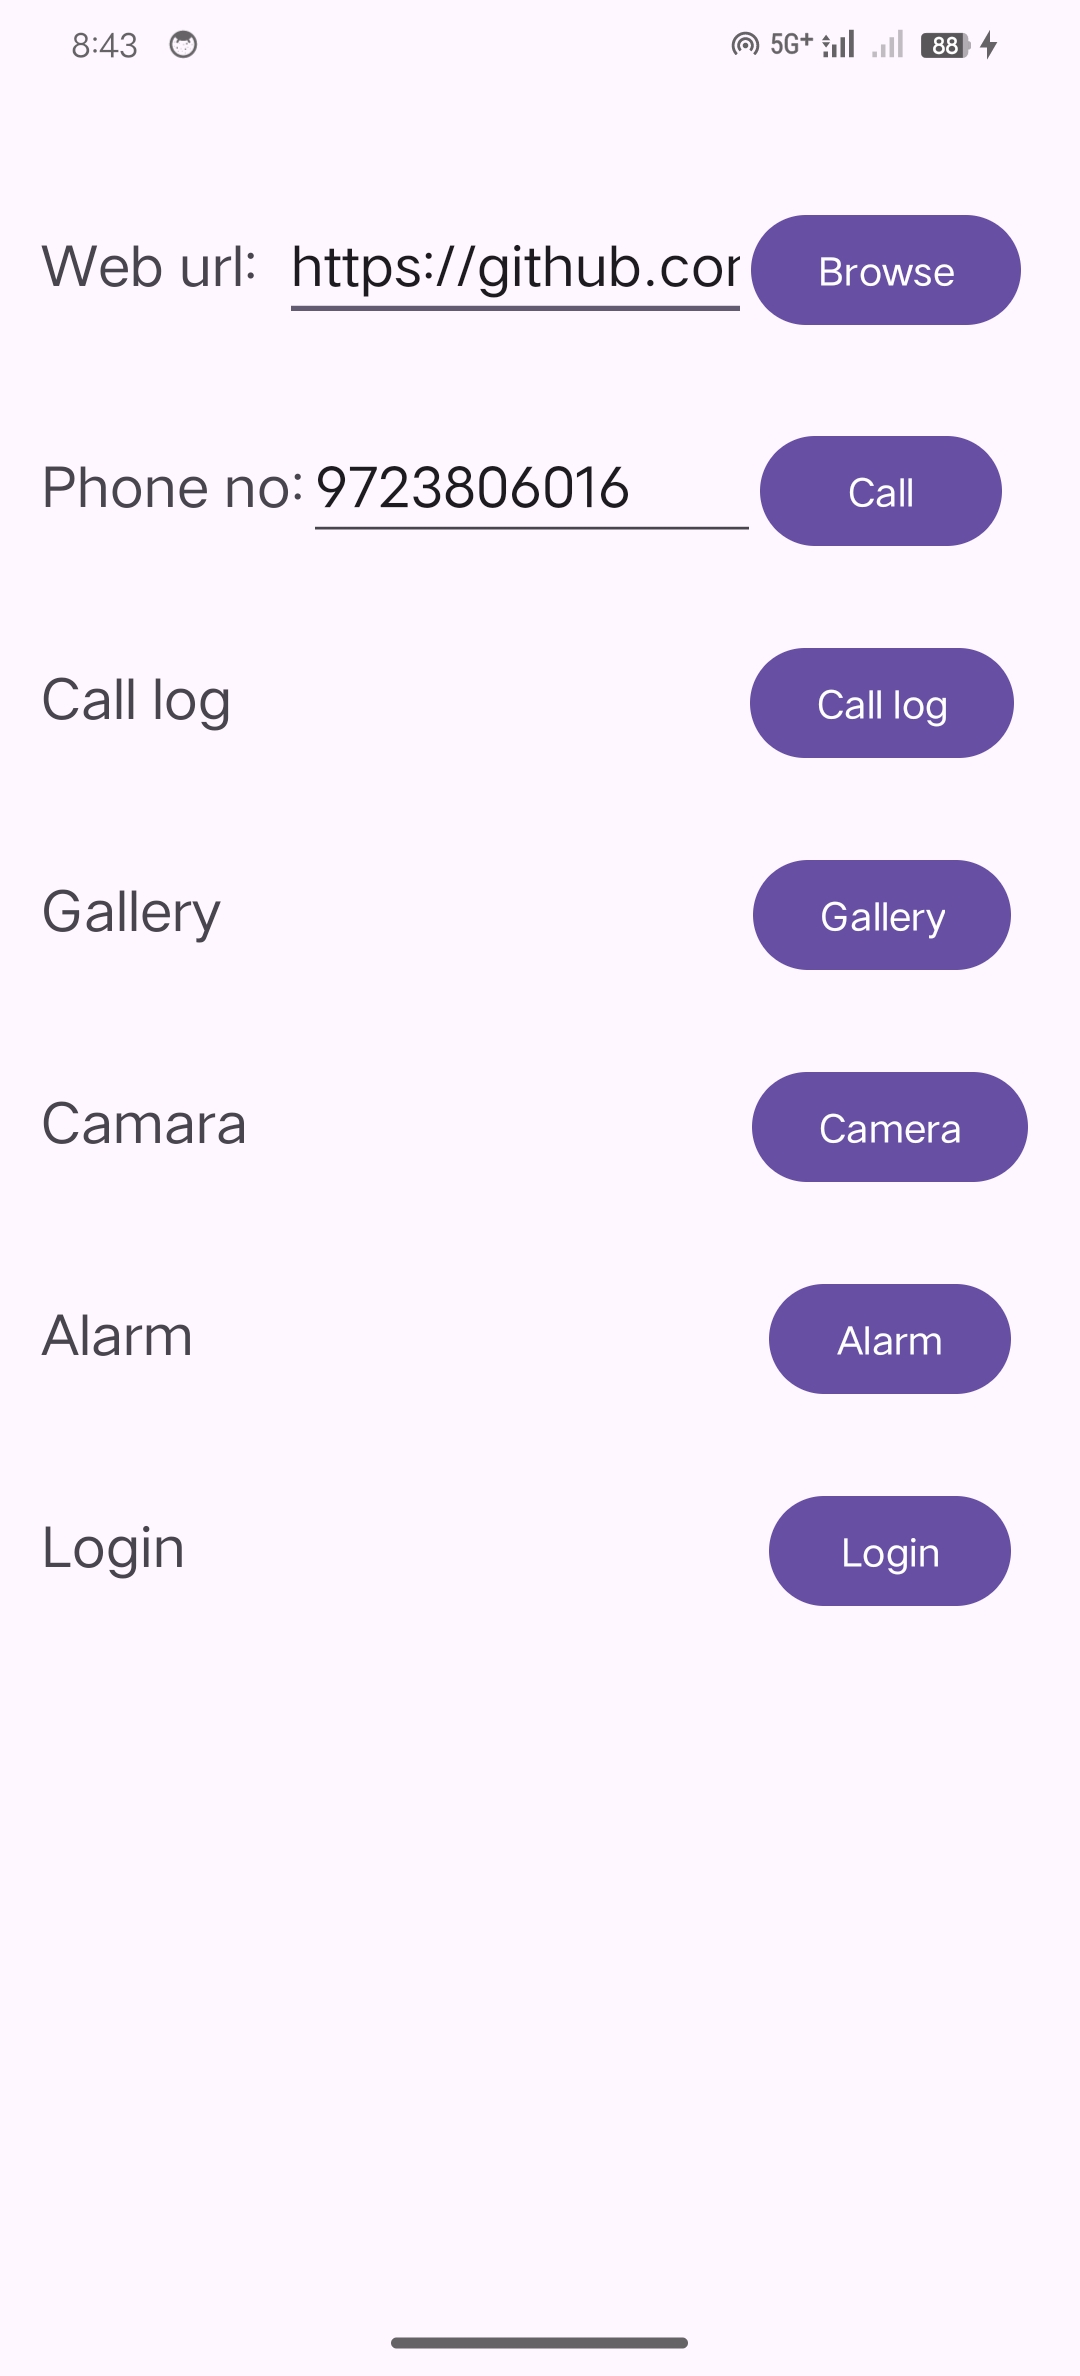 8:43 5G+ 88
Web url: https://github.cor Browse
Phone no: 9723806016 Call
Call log Call log
Gallery Gallery
Camara Camera
Alarm Alarm
Login Login